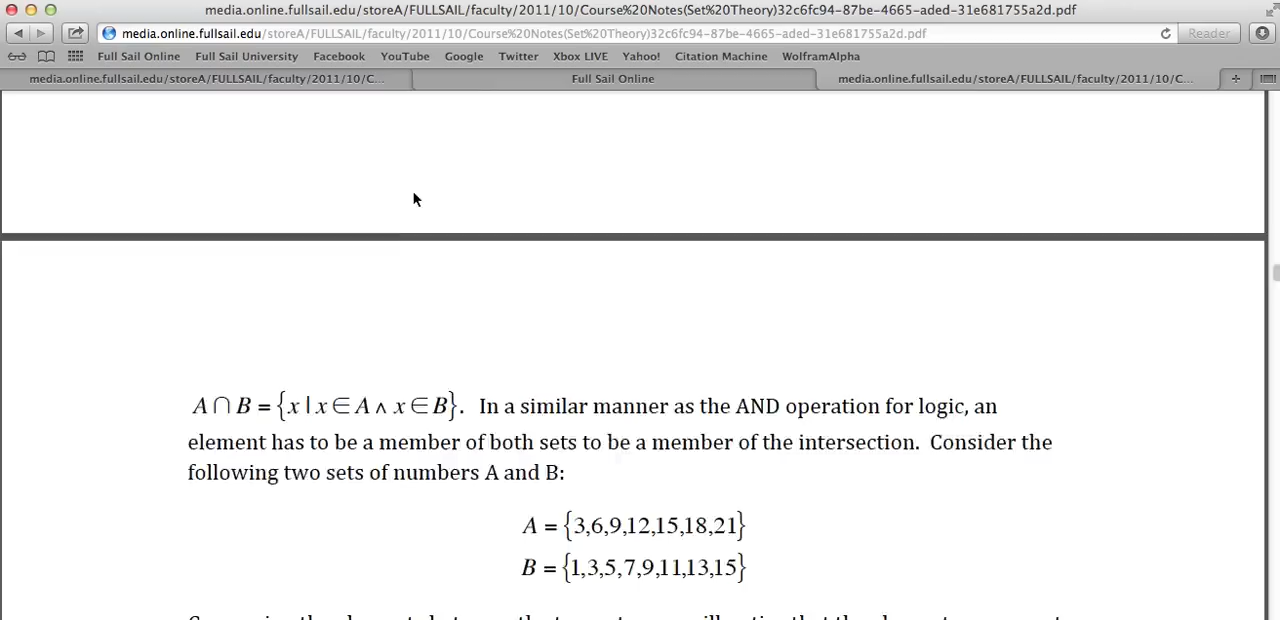 media.online.fullsail.edu/storeA/FULLSAIL/faculty/2011/10/Course%20Notes(Set%20Theory)32c6fc94-87be-4665-aded-31e681755a2d.pdf
media.online.fullsail.edu/storeA/FULLSAIL/faculty/2011/10/Course%20Notes(Set%20Theory)32c6fc94-87be-4665-aded-31e681755a2d.pdf Reader
Full Sail Online Full Sail University Facebook YouTube Google Twitter Xbox LIVE Yahoo! Citation Machine WolframAlpha
media.online.fullsail.edu/storeA/FULLSAIL/faculty/2011/10/C... Full Sail Online media.online.fullsail.edu/storeA/FULLSAIL/faculty/2011/10/C...
A ∩ B = {x | x ∈ A ∧ x ∈ B}. In a similar manner as the AND operation for logic, an
element has to be a member of both sets to be a member of the intersection. Consider the
following two sets of numbers A and B:
A = {3,6,9,12,15,18,21}
B = {1,3,5,7,9,11,13,15}